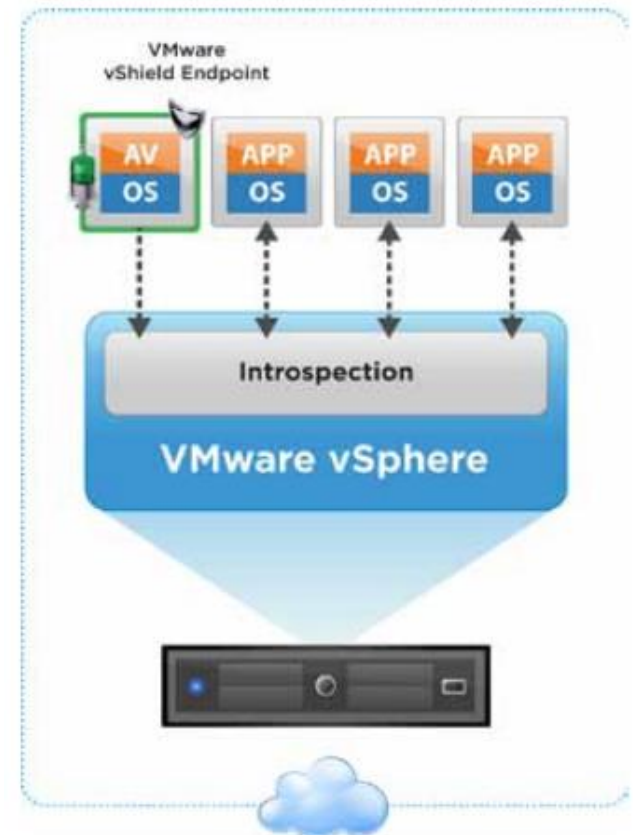 VMware
vShield Endpoint
AV
OS
APP
OS
APP
OS
APP
OS
Introspection
VMware vSphere